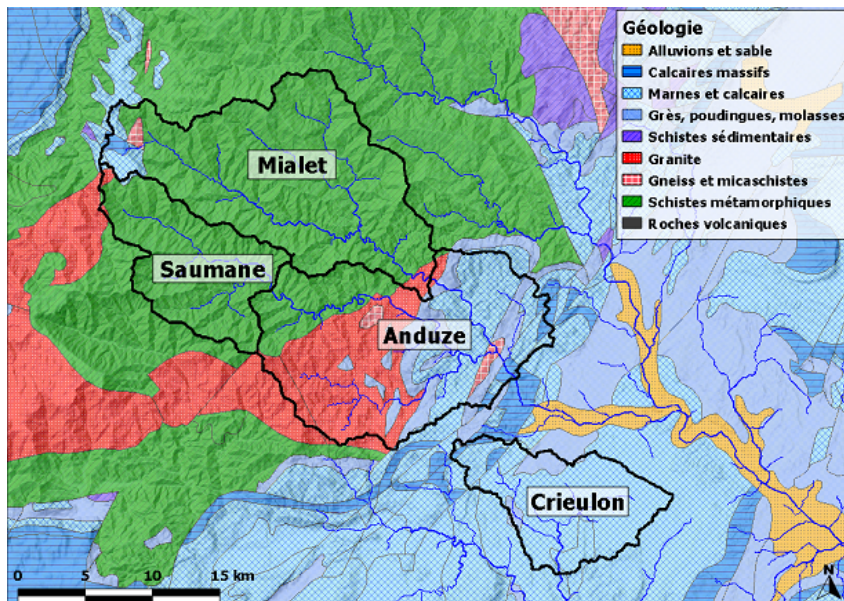 Géologie
Alluvions et sable
Calcaires massifs
Marnes et calcaires
Grès, poudingues, molasses
Schistes sédimentaires
Granite
Gneiss et micaschistes
Schistes métamorphiques
Roches volcaniques
Mialet
Saumane
Anduze
Crieulon
0 5 10 15 km
N